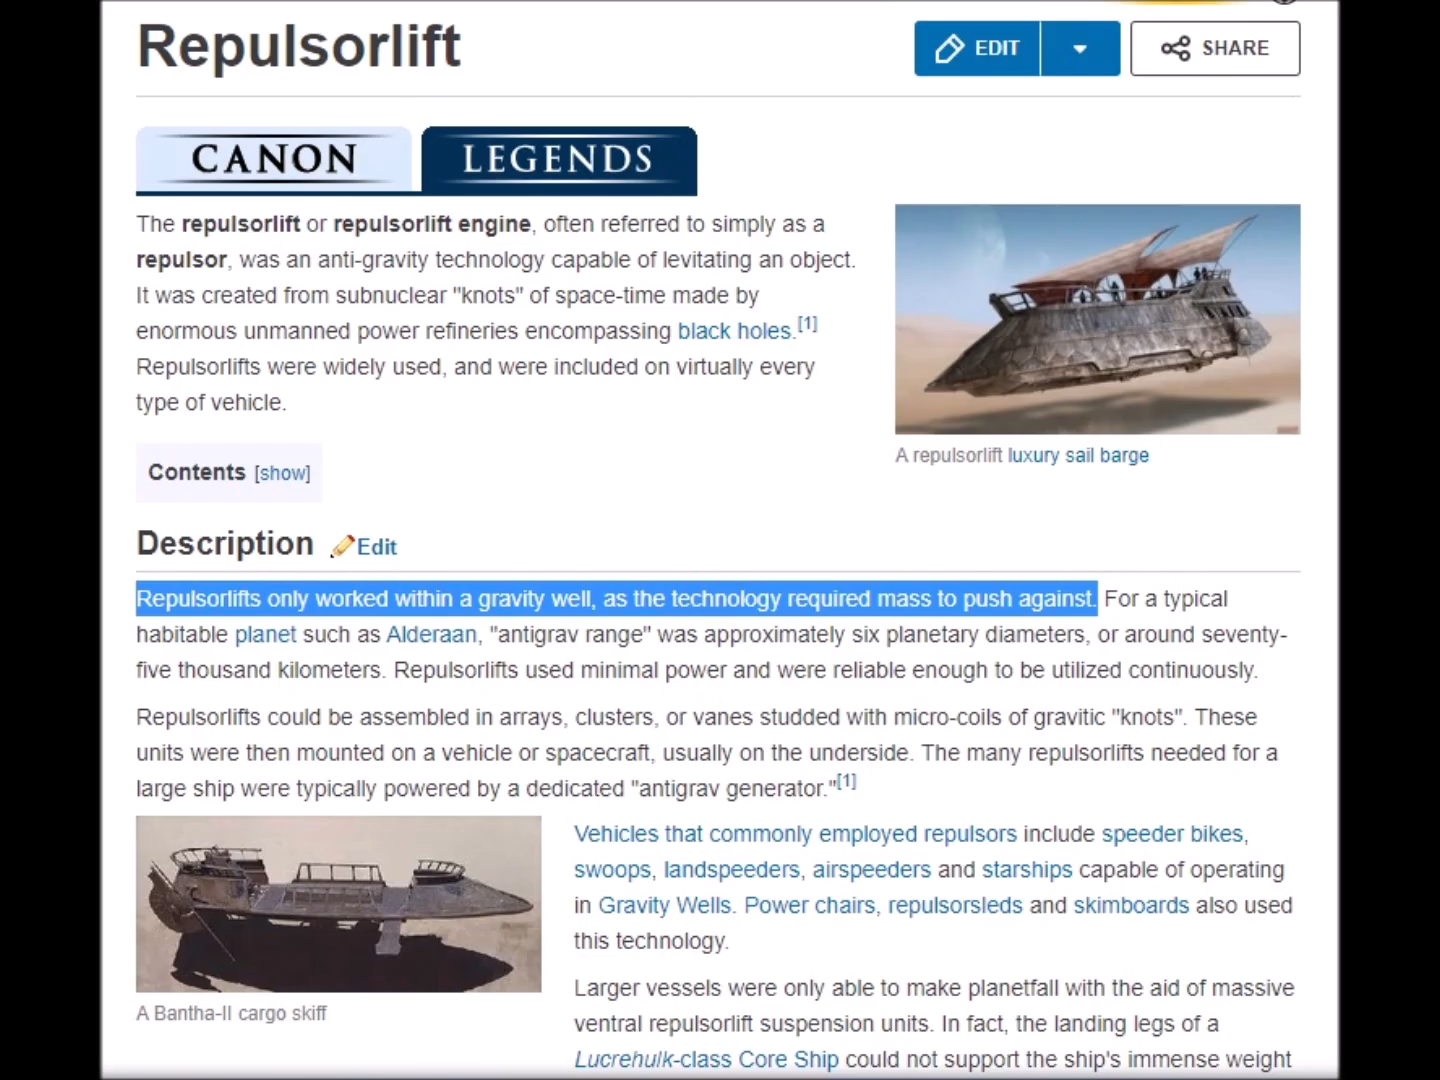 Repulsorlift
EDIT
SHARE
CANON
LEGENDS
The repulsorlift or repulsorlift engine, often referred to simply as a
repulsor, was an anti-gravity technology capable of levitating an object.
It was created from subnuclear "knots" of space-time made by
enormous unmanned power refineries encompassing black holes.[1]
Repulsorlifts were widely used, and were included on virtually every
type of vehicle.
A repulsorlift luxury sail barge
Contents [show]
Description Edit
Repulsorlifts only worked within a gravity well, as the technology required mass to push against. For a typical
habitable planet such as Alderaan, "antigrav range" was approximately six planetary diameters, or around seventy-
five thousand kilometers. Repulsorlifts used minimal power and were reliable enough to be utilized continuously.
Repulsorlifts could be assembled in arrays, clusters, or vanes studded with micro-coils of gravitic "knots". These
units were then mounted on a vehicle or spacecraft, usually on the underside. The many repulsorlifts needed for a
large ship were typically powered by a dedicated "antigrav generator."[1]
A Bantha-II cargo skiff
Vehicles that commonly employed repulsors include speeder bikes,
swoops, landspeeders, airspeeders and starships capable of operating
in Gravity Wells. Power chairs, repulsorsleds and skimboards also used
this technology.
Larger vessels were only able to make planetfall with the aid of massive
ventral repulsorlift suspension units. In fact, the landing legs of a
Lucrehulk-class Core Ship could not support the ship's immense weight